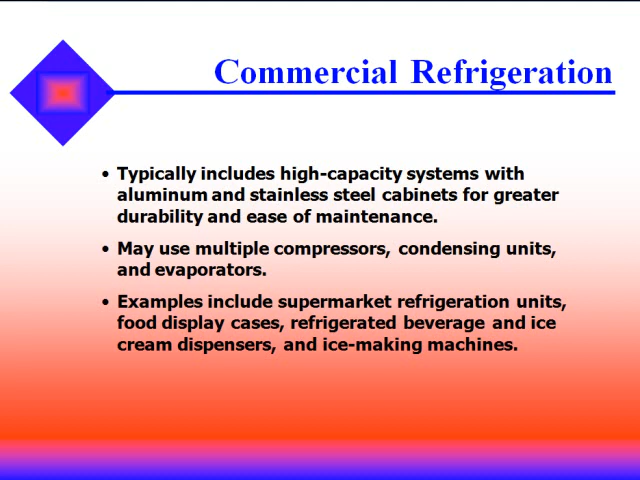 Commercial Refrigeration
• Typically includes high-capacity systems with
aluminum and stainless steel cabinets for greater
durability and ease of maintenance.
• May use multiple compressors, condensing units,
and evaporators.
• Examples include supermarket refrigeration units,
food display cases, refrigerated beverage and ice
cream dispensers, and ice-making machines.